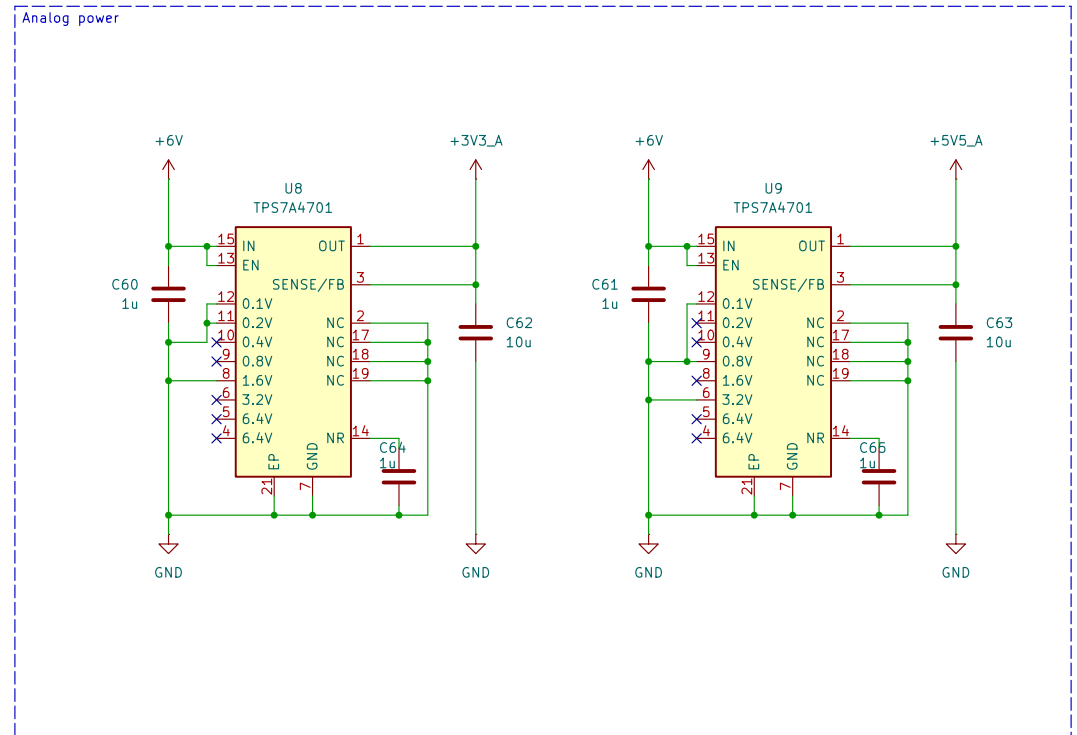 Analog power
+6V
+3V3_A
U8
TPS7A4701
15 IN
13 EN
12 0.1V
11 0.2V
10 0.4V
9 0.8V
8 1.6V
6 3.2V
5 6.4V
4 6.4V
OUT 1
SENSE/FB 3
NC 2
NC 17
NC 18
NC 19
NR 14
EP 21
GND 7
C60
1u
C62
10u
C64
1u
GND
GND
+6V
+5V5_A
U9
TPS7A4701
15 IN
13 EN
12 0.1V
11 0.2V
10 0.4V
9 0.8V
8 1.6V
6 3.2V
5 6.4V
4 6.4V
OUT 1
SENSE/FB 3
NC 2
NC 17
NC 18
NC 19
NR 14
EP 21
GND 7
C61
1u
C63
10u
C65
1u
GND
GND